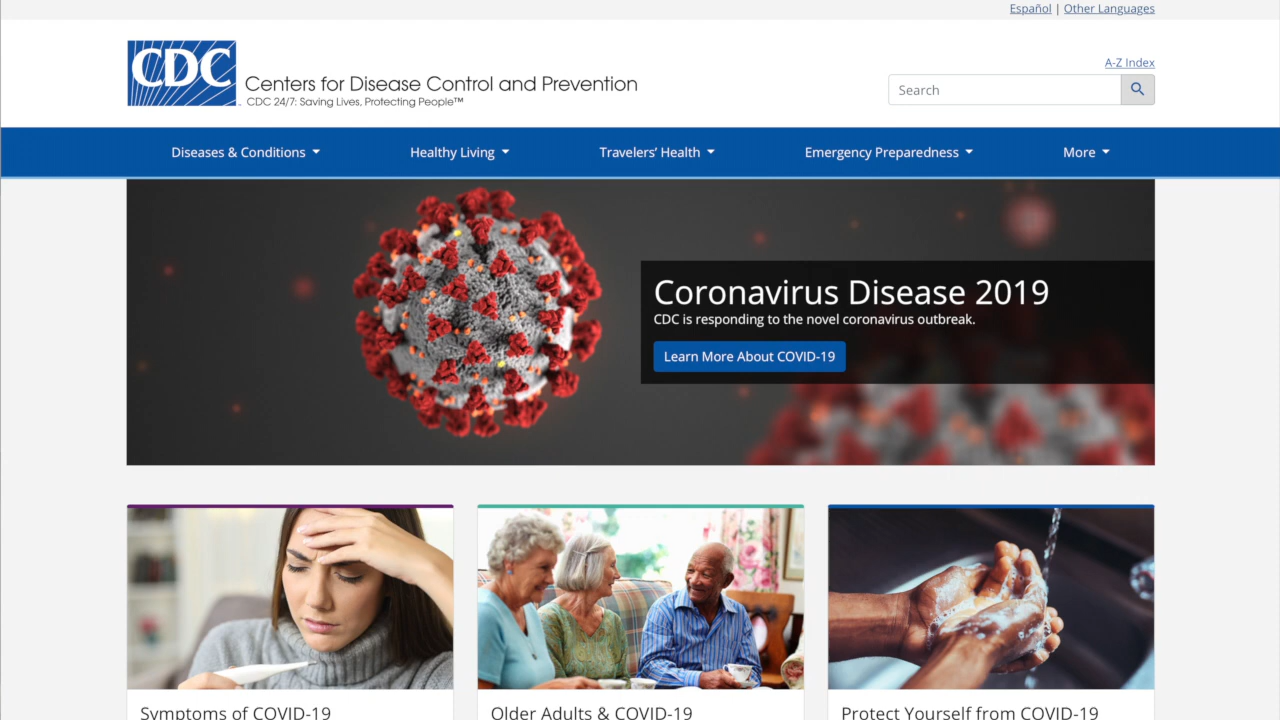 Español | Other Languages
CDC
Centers for Disease Control and Prevention
CDC 24/7: Saving Lives, Protecting People™
A-Z Index
Search
Diseases & Conditions
Healthy Living
Travelers’ Health
Emergency Preparedness
More
Coronavirus Disease 2019
CDC is responding to the novel coronavirus outbreak.
Learn More About COVID-19
Symptoms of COVID-19
Older Adults & COVID-19
Protect Yourself from COVID-19